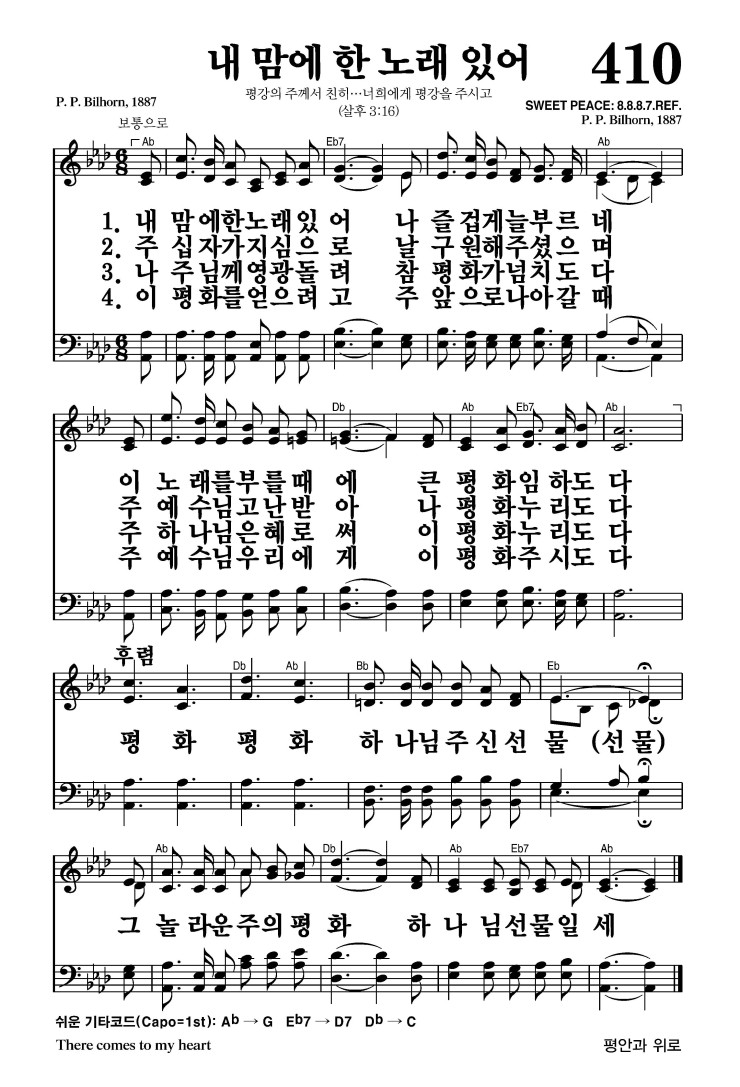 내 맘에 한 노래 있어 410
평강의 주께서 친히…너희에게 평강을 주시고
(살후 3:16)
P. P. Bilhorn, 1887
SWEET PEACE: 8.8.8.7.REF.
P. P. Bilhorn, 1887
보통으로
Ab Eb7 Ab
6 8
1. 내 맘에한노래있 어 나 즐겁게늘부르 네
2. 주 십자가지심으 로 날 구원해주셨으 며
3. 나 주님께영광돌 려 참 평화가넘치도 다
4. 이 평화를얻으려 고 주 앞으로나아갈 때
6 8
Db Ab Eb7 Ab
이 노래를부를때 에 큰 평화임하도 다
주 예수님고난받 아 나 평화누리도 다
주 하나님은혜로 써 이 평화누리도 다
주 예수님우리에 게 이 평화주시도 다
후렴
Db Ab Bb Eb
평 화 평 화 하나님주신선 물 (선 물)
Ab Db Ab Eb7 Ab
그 놀라운주의평 화 하나님선물일 세
쉬운 기타코드(Capo=1st): Ab → G Eb7 → D7 Db → C
There comes to my heart
평안과 위로